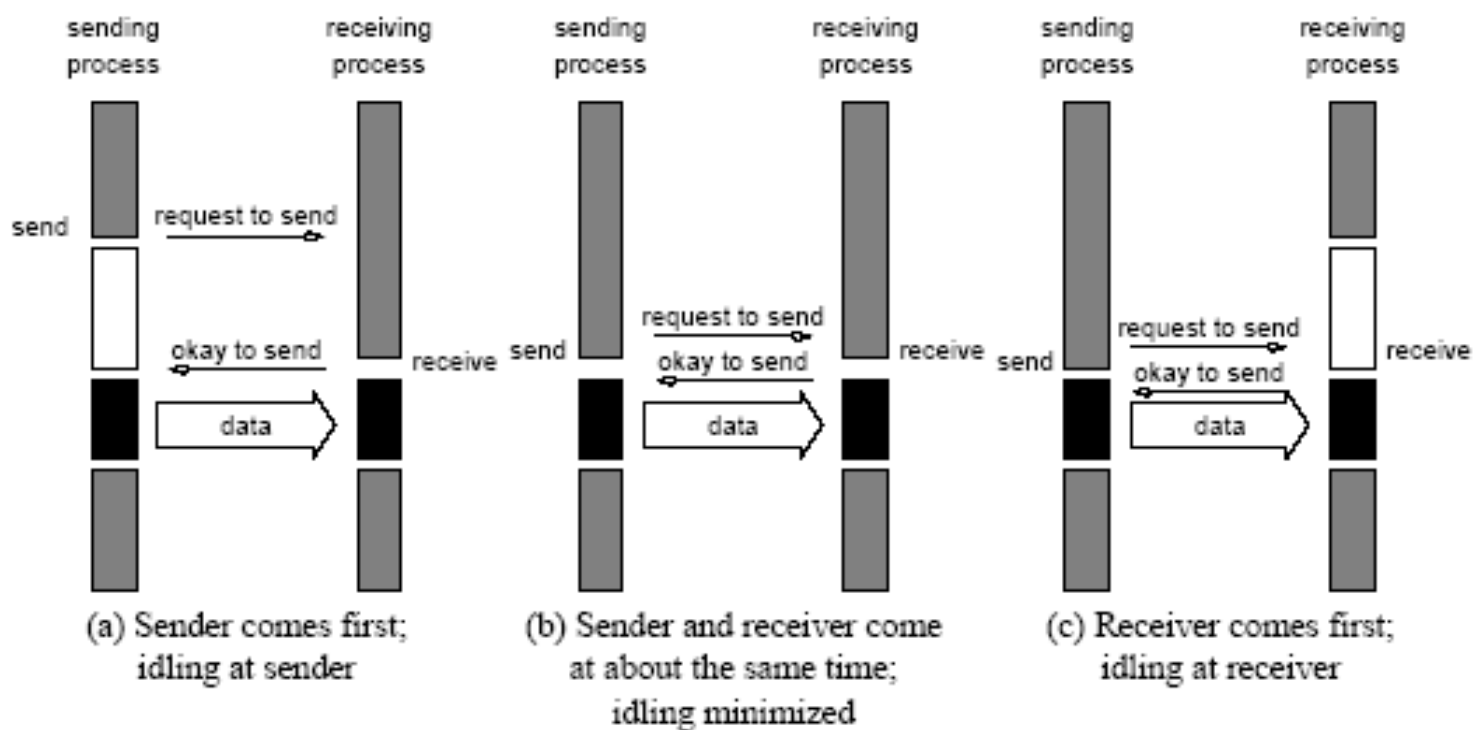 sending
process
receiving
process
send
request to send
okay to send
receive
data
(a) Sender comes first;
idling at sender
sending
process
receiving
process
request to send
send
okay to send
receive
data
(b) Sender and receiver come
at about the same time;
idling minimized
sending
process
receiving
process
request to send
send
okay to send
receive
data
(c) Receiver comes first;
idling at receiver